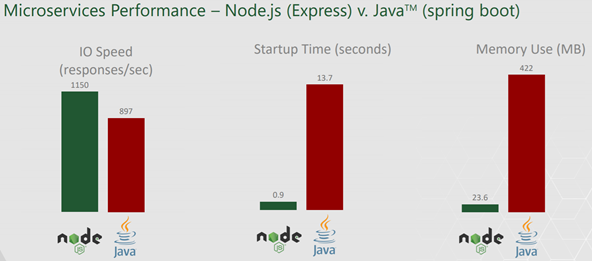 Microservices Performance – Node.js (Express) v. Java™ (spring boot)
IO Speed
(responses/sec)
1150
897
node
JS
Java
Startup Time (seconds)
0.9
13.7
node
JS
Java
Memory Use (MB)
23.6
422
node
JS
Java